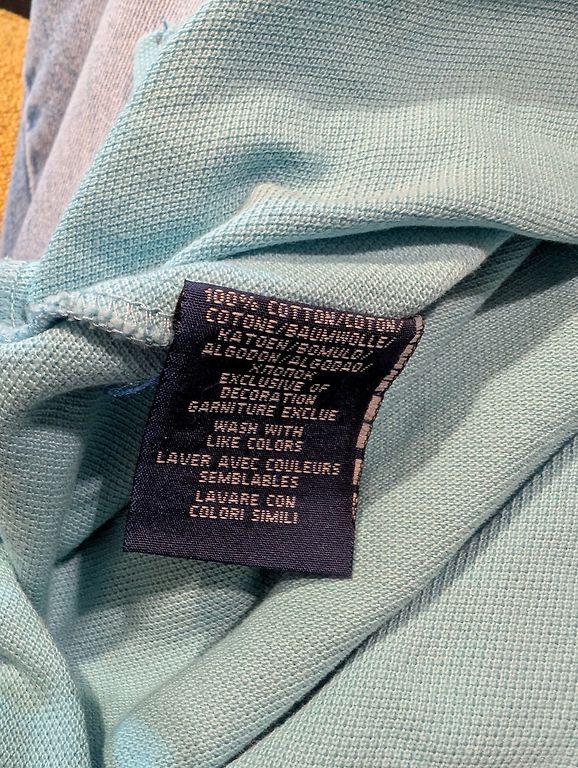 100% COTTON/COTON/
COTONE/BAUMWOLLE/
KATOEN/BOMULD/
ALGODON/ALGODAO/
ХЛОПОК
EXCLUSIVE OF
DECORATION
GARNITURE EXCLUE
WASH WITH
LIKE COLORS
LAVER AVEC COULEURS
SEMBLABLES
LAVARE CON
COLORI SIMILI